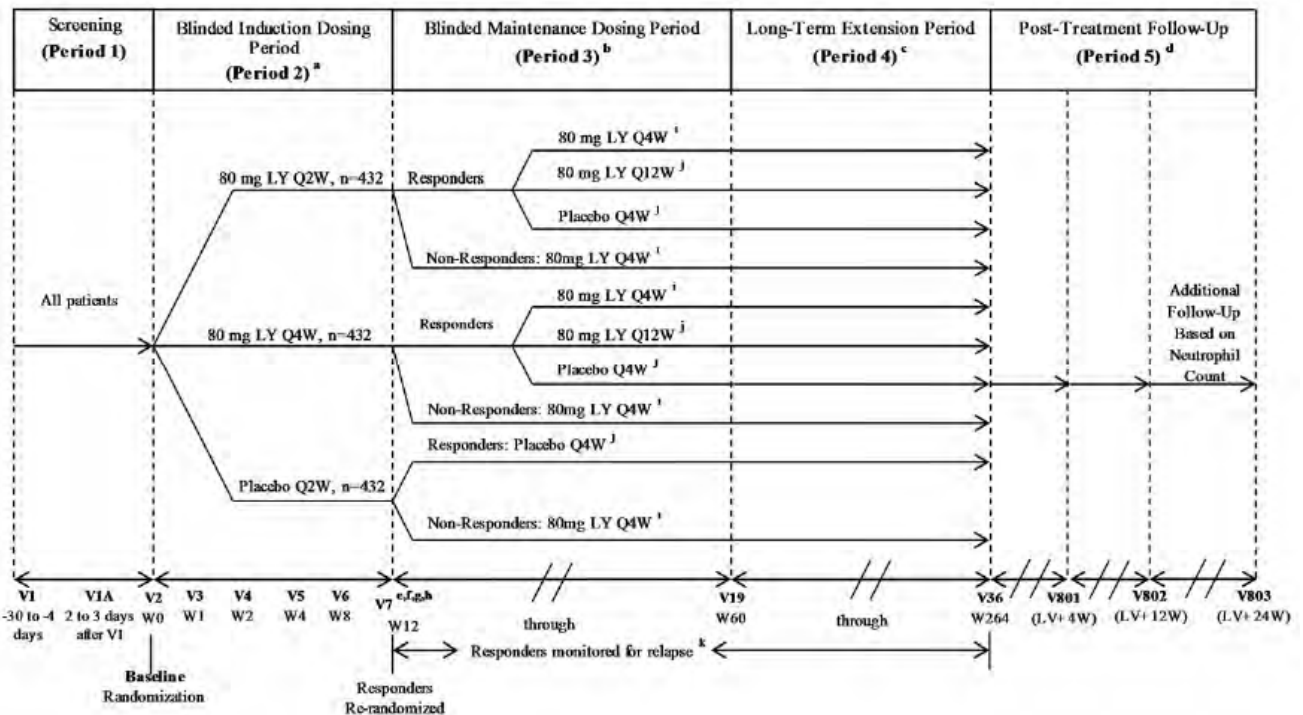 Screening
(Period 1)
Blinded Induction Dosing
Period
(Period 2) a
Blinded Maintenance Dosing Period
(Period 3) b
Long-Term Extension Period
(Period 4) c
Post-Treatment Follow-Up
(Period 5) d
80 mg LY Q4W i
80 mg LY Q2W, n=432
Responders
80 mg LY Q12W j
Placebo Q4W j
Non-Responders: 80mg LY Q4W i
All patients
80 mg LY Q4W i
80 mg LY Q4W, n=432
Responders
80 mg LY Q12W j
Placebo Q4W j
Additional
Follow-Up
Based on
Neutrophil
Count
Non-Responders: 80mg LY Q4W i
Responders: Placebo Q4W j
Placebo Q2W, n=432
Non-Responders: 80mg LY Q4W i
V1
-30 to -4
days
V1A
2 to 3 days
after V1
V2
W0
V3
W1
V4
W2
V5
W4
V6
W8
V7 e,f,g,h
W12
through
V19
W60
through
V36
W264
V801
(LV+ 4W)
V802
(LV+ 12W)
V803
(LV+ 24W)
Responders monitored for relapse k
Baseline
Randomization
Responders
Re-randomized